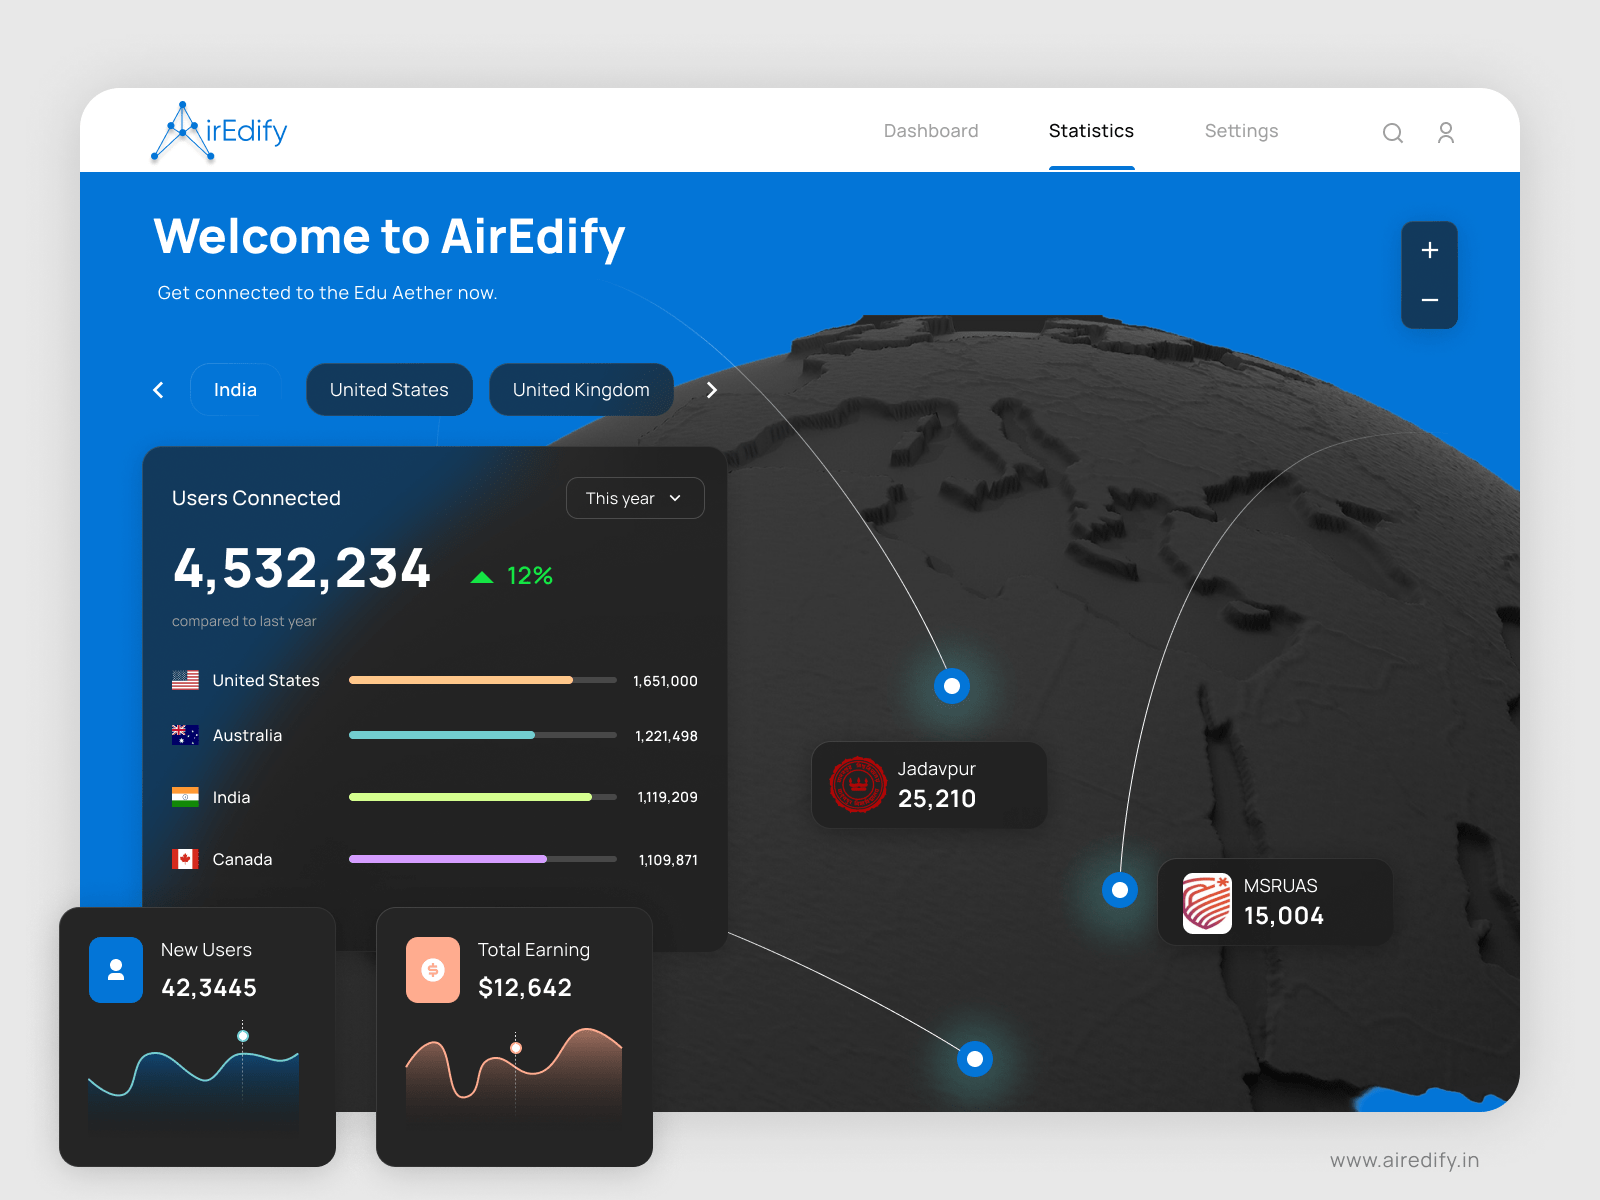 irEdify
Dashboard
Statistics
Settings
Welcome to AirEdify
Get connected to the Edu Aether now.
India
United States
United Kingdom
Users Connected
This year
4,532,234
12%
compared to last year
United States
1,651,000
Australia
1,221,498
India
1,119,209
Canada
1,109,871
Jadavpur
25,210
MSRUAS
15,004
New Users
42,3445
Total Earning
$12,642
www.airedify.in